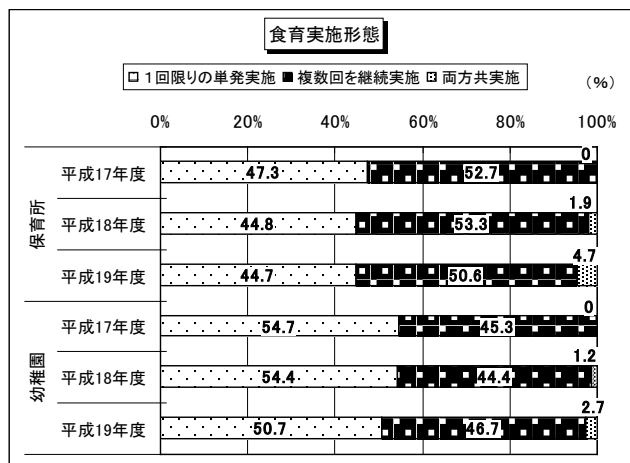 食育実施形態
□１回限りの単発実施 ■複数回を継続実施 □両方共実施
(%)
0% 20% 40% 60% 80% 100%
保育所
平成17年度 47.3 52.7 0
平成18年度 44.8 53.3 1.9
平成19年度 44.7 50.6 4.7
幼稚園
平成17年度 54.7 45.3 0
平成18年度 54.4 44.4 1.2
平成19年度 50.7 46.7 2.7